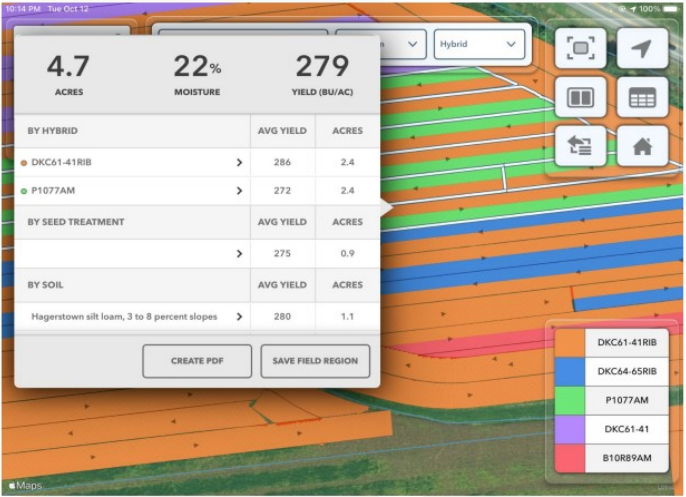 10:14 PM Tue Oct 12
100%
Hybrid
4.7
22%
279
ACRES
MOISTURE
YIELD (BU/AC)
BY HYBRID AVG YIELD ACRES
DKC61-41RIB 286 2.4
P1077AM 272 2.4
BY SEED TREATMENT AVG YIELD ACRES
275 0.9
BY SOIL AVG YIELD ACRES
Hagerstown silt loam, 3 to 8 percent slopes 280 1.1
CREATE PDF
SAVE FIELD REGION
DKC61-41RIB
DKC64-65RIB
P1077AM
DKC61-41
B10R89AM
Maps